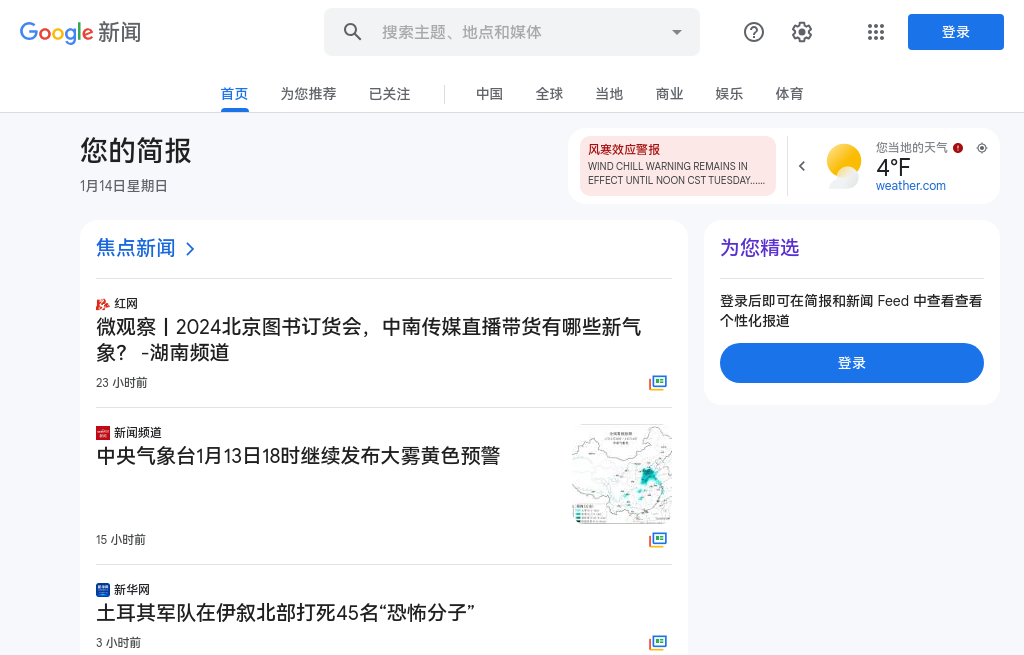 Google 新闻
搜索主题、地点和媒体
登录
首页
为您推荐
已关注
中国
全球
当地
商业
娱乐
体育
您的简报
1月14日星期日
风寒效应警报
WIND CHILL WARNING REMAINS IN
EFFECT UNTIL NOON CST TUESDAY......
您当地的天气
4°F
weather.com
焦点新闻
红网
微观察丨2024北京图书订货会，中南传媒直播带货有哪些新气
象？ -湖南频道
23 小时前
新闻频道
中央气象台1月13日18时继续发布大雾黄色预警
15 小时前
新华网
土耳其军队在伊叙北部打死45名“恐怖分子”
3 小时前
为您精选
登录后即可在简报和新闻 Feed 中查看查看
个性化报道
登录